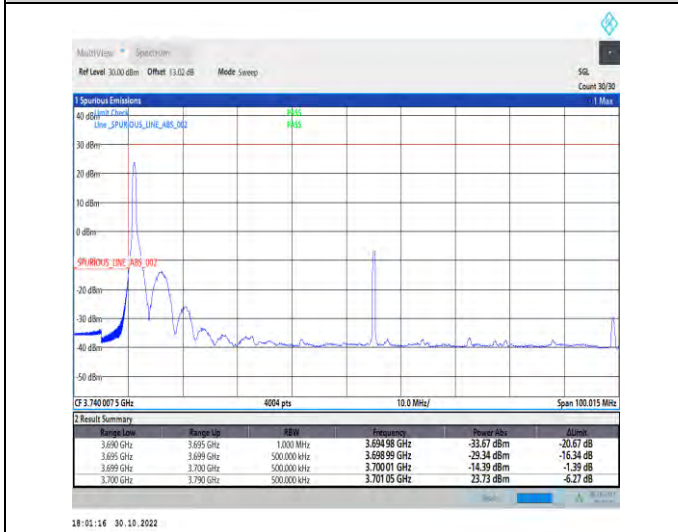 MultiView Spectrum
Ref Level 30.00 dBm Offset 13.02 dB Mode Sweep SGL
Count 30/30
1 Spurious Emissions 1 Max
40 dBm Limit Check PASS
Line _SPURIOUS_LINE_ABS_002 PASS
30 dBm
20 dBm
10 dBm
0 dBm
_SPURIOUS_LINE_ABS_002
-20 dBm
-30 dBm
-40 dBm
-50 dBm
CF 3.740 007 5 GHz 4004 pts 10.0 MHz/ Span 100.015 MHz
2 Result Summary
Range Low Range Up RBW Frequency Power Abs ΔLimit
3.690 GHz 3.695 GHz 1.000 MHz 3.694 98 GHz -33.67 dBm -20.67 dB
3.695 GHz 3.699 GHz 500.000 kHz 3.698 99 GHz -29.34 dBm -16.34 dB
3.699 GHz 3.700 GHz 500.000 kHz 3.700 01 GHz -14.39 dBm -1.39 dB
3.700 GHz 3.790 GHz 500.000 kHz 3.701 05 GHz 23.73 dBm -6.27 dB
18:01:16 30.10.2022